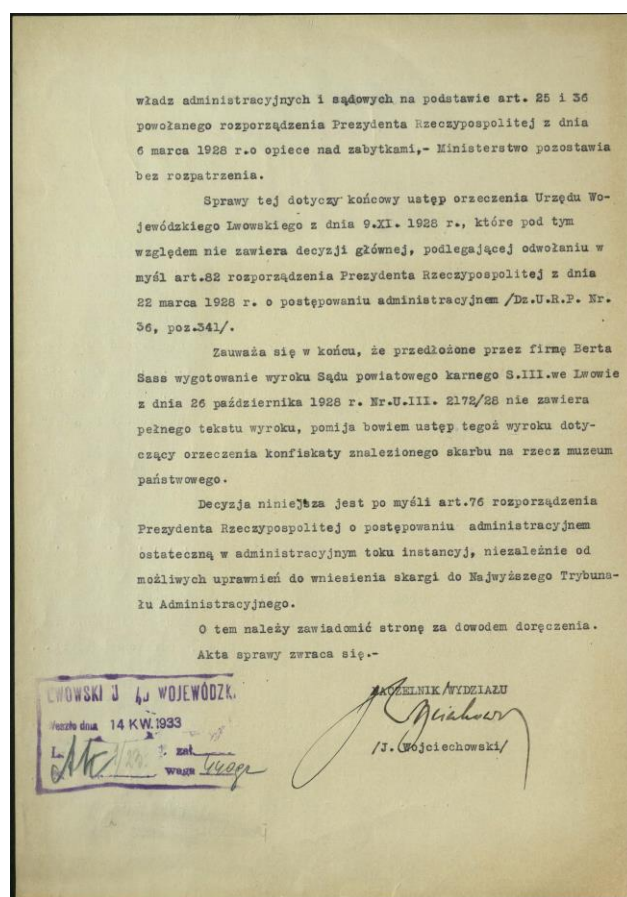 władz administracyjnych i sądowych na podstawie art. 25 i 36
powołanego rozporządzenia Prezydenta Rzeczypospolitej z dnia
6 marca 1928 r.o opiece nad zabytkami,- Ministerstwo pozostawia
bez rozpatrzenia.
Sprawy tej dotyczy końcowy ustęp orzeczenia Urzędu Wo-
jewódzkiego Lwowskiego z dnia 9.XI. 1928 r., które pod tym
względem nie zawiera decyzji głównej, podlegającej odwołaniu w
myśl art.82 rozporządzenia Prezydenta Rzeczypospolitej z dnia
22 marca 1928 r. o postępowaniu administracyjnem /Dz.U.R.P. Nr.
36, poz.341/.
Zauważa się w końcu, że przedłożone przez firmę Berta
Sass wygotowanie wyroku Sądu powiatowego karnego S.III.we Lwowie
z dnia 26 października 1928 r. Nr.U.III. 2172/28 nie zawiera
pełnego tekstu wyroku, pomija bowiem ustęp tegoż wyroku doty-
czący orzeczenia konfiskaty znalezionego skarbu na rzecz muzeum
państwowego.
Decyzja niniejsza jest po myśli art.76 rozporządzenia
Prezydenta Rzeczypospolitej o postępowaniu administracyjnem
ostateczną w administracyjnym toku instancyj, niezależnie od
możliwych uprawnień do wniesienia skargi do Najwyższego Trybuna-
łu Administracyjnego.
O tem należy zawiadomić stronę za dowodem doręczenia.
Akta sprawy zwraca się.-
NACZELNIK WYDZIAŁU
/J. Wojciechowski/
LWOWSKI WOJEWÓDZK.
Weszło dnia 14 KW. 1933
L. zał.
waga